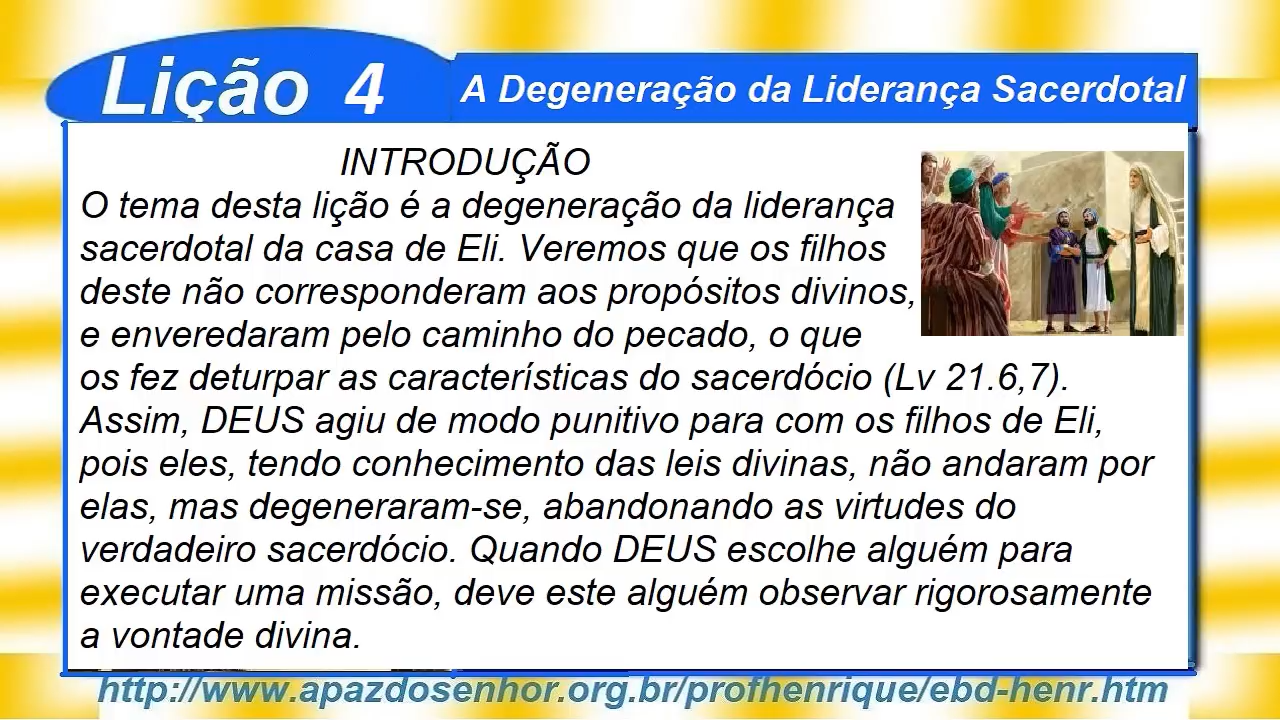 Lição 4
A Degeneração da Liderança Sacerdotal
INTRODUÇÃO
O tema desta lição é a degeneração da liderança
sacerdotal da casa de Eli. Veremos que os filhos
deste não corresponderam aos propósitos divinos,
e enveredaram pelo caminho do pecado, o que
os fez deturpar as características do sacerdócio (Lv 21.6,7).
Assim, DEUS agiu de modo punitivo para com os filhos de Eli,
pois eles, tendo conhecimento das leis divinas, não andaram por
elas, mas degeneraram-se, abandonando as virtudes do
verdadeiro sacerdócio. Quando DEUS escolhe alguém para
executar uma missão, deve este alguém observar rigorosamente
a vontade divina.
http://www.apazdosenhor.org.br/profhenrique/ebd-henr.htm